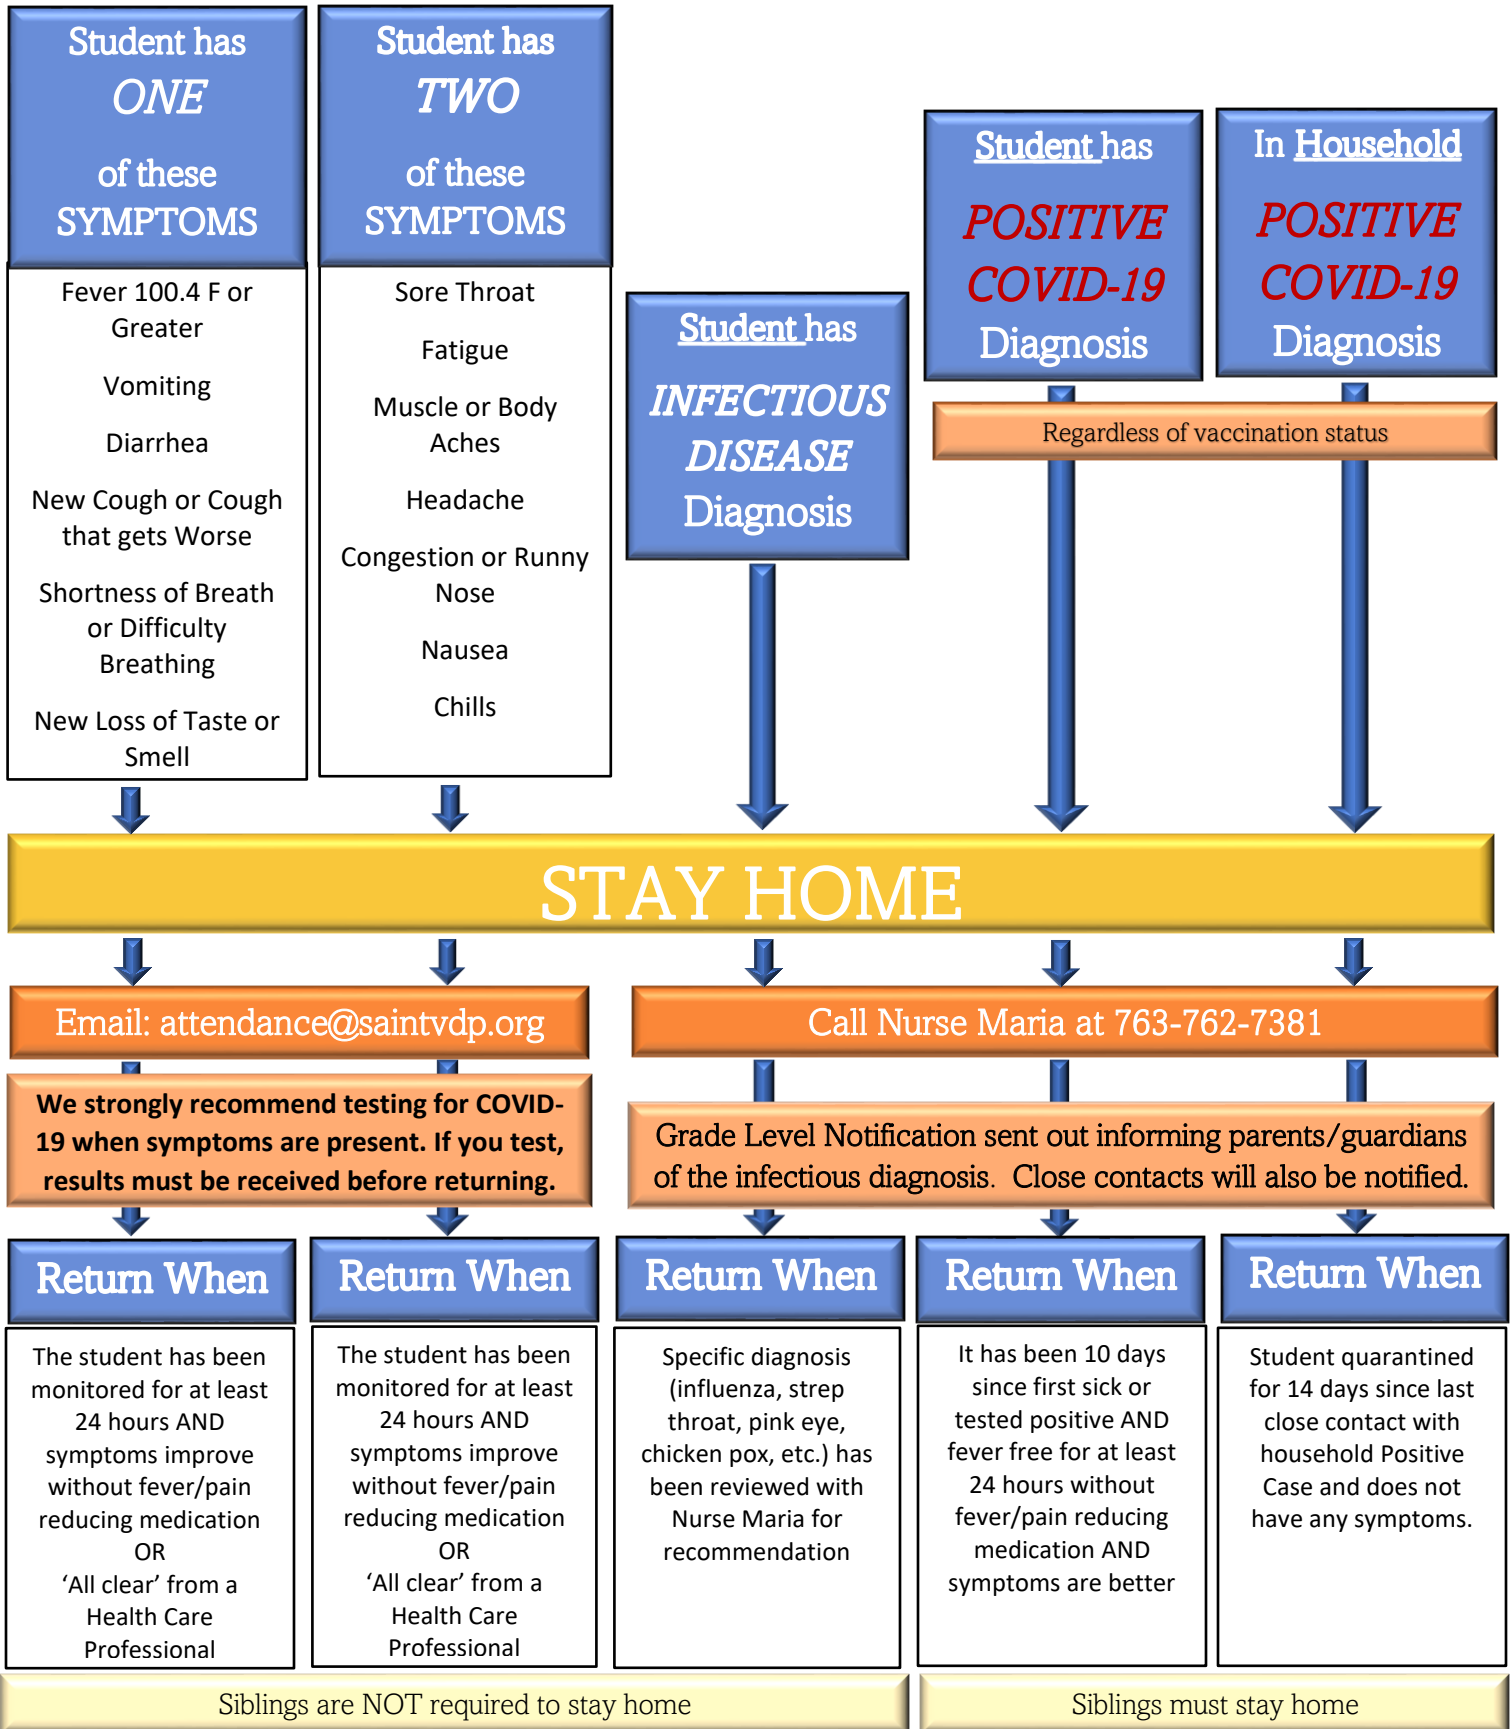 Student has
ONE
of these
SYMPTOMS
Fever 100.4 F or
Greater
Vomiting
Diarrhea
New Cough or Cough
that gets Worse
Shortness of Breath
or Difficulty
Breathing
New Loss of Taste or
Smell
Student has
TWO
of these
SYMPTOMS
Sore Throat
Fatigue
Muscle or Body
Aches
Headache
Congestion or Runny
Nose
Nausea
Chills
Student has
INFECTIOUS
DISEASE
Diagnosis
Student has
POSITIVE
COVID-19
Diagnosis
In Household
POSITIVE
COVID-19
Diagnosis
Regardless of vaccination status
STAY HOME
Email: attendance@saintvdp.org
Call Nurse Maria at 763-762-7381
We strongly recommend testing for COVID-
19 when symptoms are present. If you test,
results must be received before returning.
Grade Level Notification sent out informing parents/guardians
of the infectious diagnosis.  Close contacts will also be notified.
Return When
The student has been
monitored for at least
24 hours AND
symptoms improve
without fever/pain
reducing medication
OR
‘All clear’ from a
Health Care
Professional
Return When
The student has been
monitored for at least
24 hours AND
symptoms improve
without fever/pain
reducing medication
OR
‘All clear’ from a
Health Care
Professional
Return When
Specific diagnosis
(influenza, strep
throat, pink eye,
chicken pox, etc.) has
been reviewed with
Nurse Maria for
recommendation
Return When
It has been 10 days
since first sick or
tested positive AND
fever free for at least
24 hours without
fever/pain reducing
medication AND
symptoms are better
Return When
Student quarantined
for 14 days since last
close contact with
household Positive
Case and does not
have any symptoms.
Siblings are NOT required to stay home
Siblings must stay home